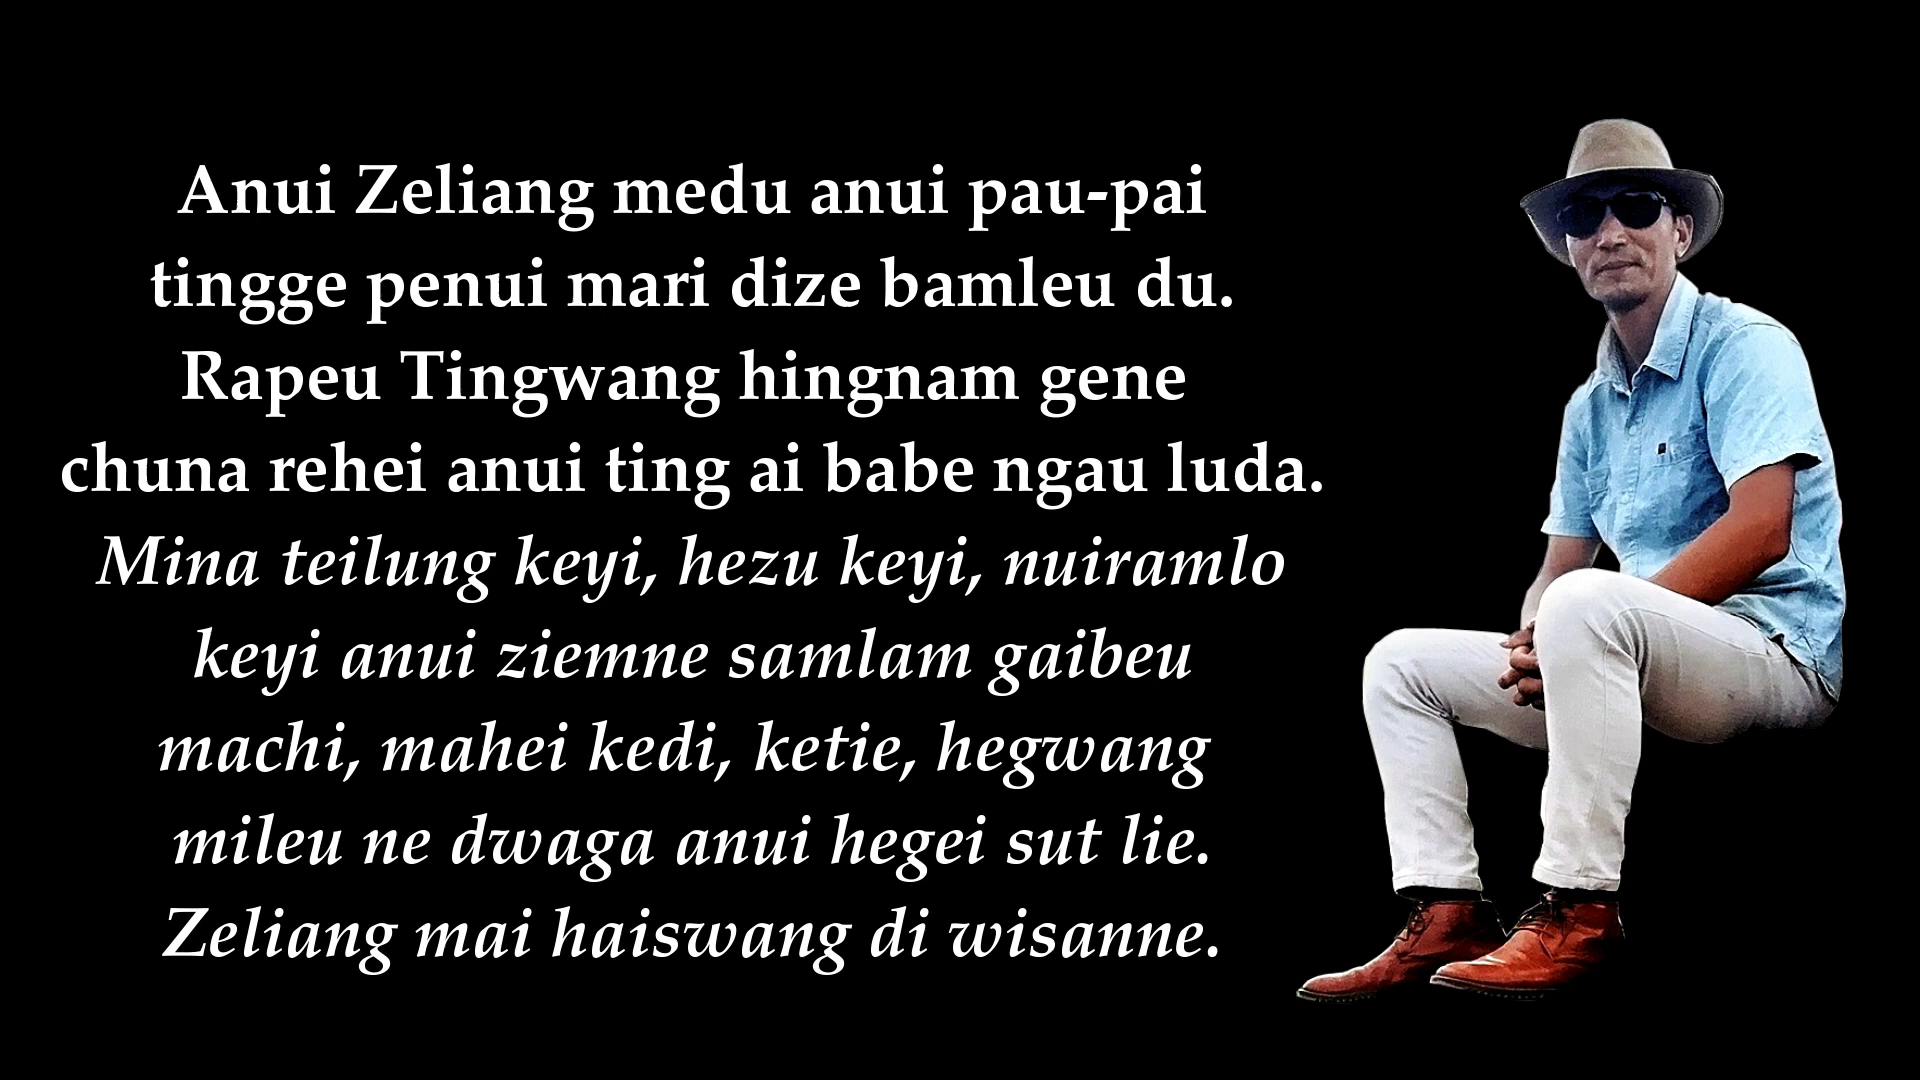 Anui Zeliang medu anui pau-pai
tingge penui mari dize bamleu du.
Rapeu Tingwang hingnam gene
chuna rehei anui ting ai babe ngau luda.
Mina teilung keyi, hezu keyi, nuiramlo
keyi anui ziemne samlam gaibeu
machi, mahei kedi, ketie, hegwang
mileu ne dwaga anui hegei sut lie.
Zeliang mai haiswang di wisanne.